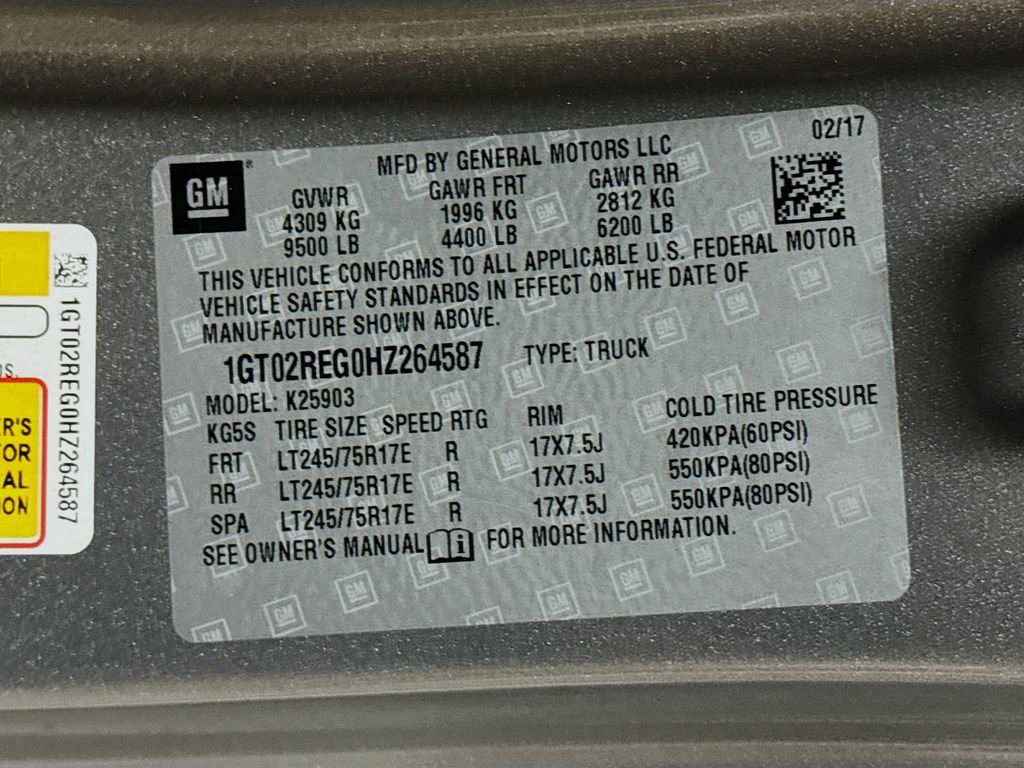 02/17
MFD BY GENERAL MOTORS LLC
GM
GVWR GAWR FRT GAWR RR
4309 KG 1996 KG 2812 KG
9500 LB 4400 LB 6200 LB
THIS VEHICLE CONFORMS TO ALL APPLICABLE U.S. FEDERAL MOTOR
VEHICLE SAFETY STANDARDS IN EFFECT ON THE DATE OF
MANUFACTURE SHOWN ABOVE.
1GT02REG0HZ264587 TYPE: TRUCK
MODEL: K25903
KG5S TIRE SIZE SPEED RTG RIM COLD TIRE PRESSURE
FRT LT245/75R17E R 17X7.5J 420KPA(60PSI)
RR LT245/75R17E R 17X7.5J 550KPA(80PSI)
SPA LT245/75R17E R 17X7.5J 550KPA(80PSI)
SEE OWNER'S MANUAL FOR MORE INFORMATION.
1GT02REG0HZ264587